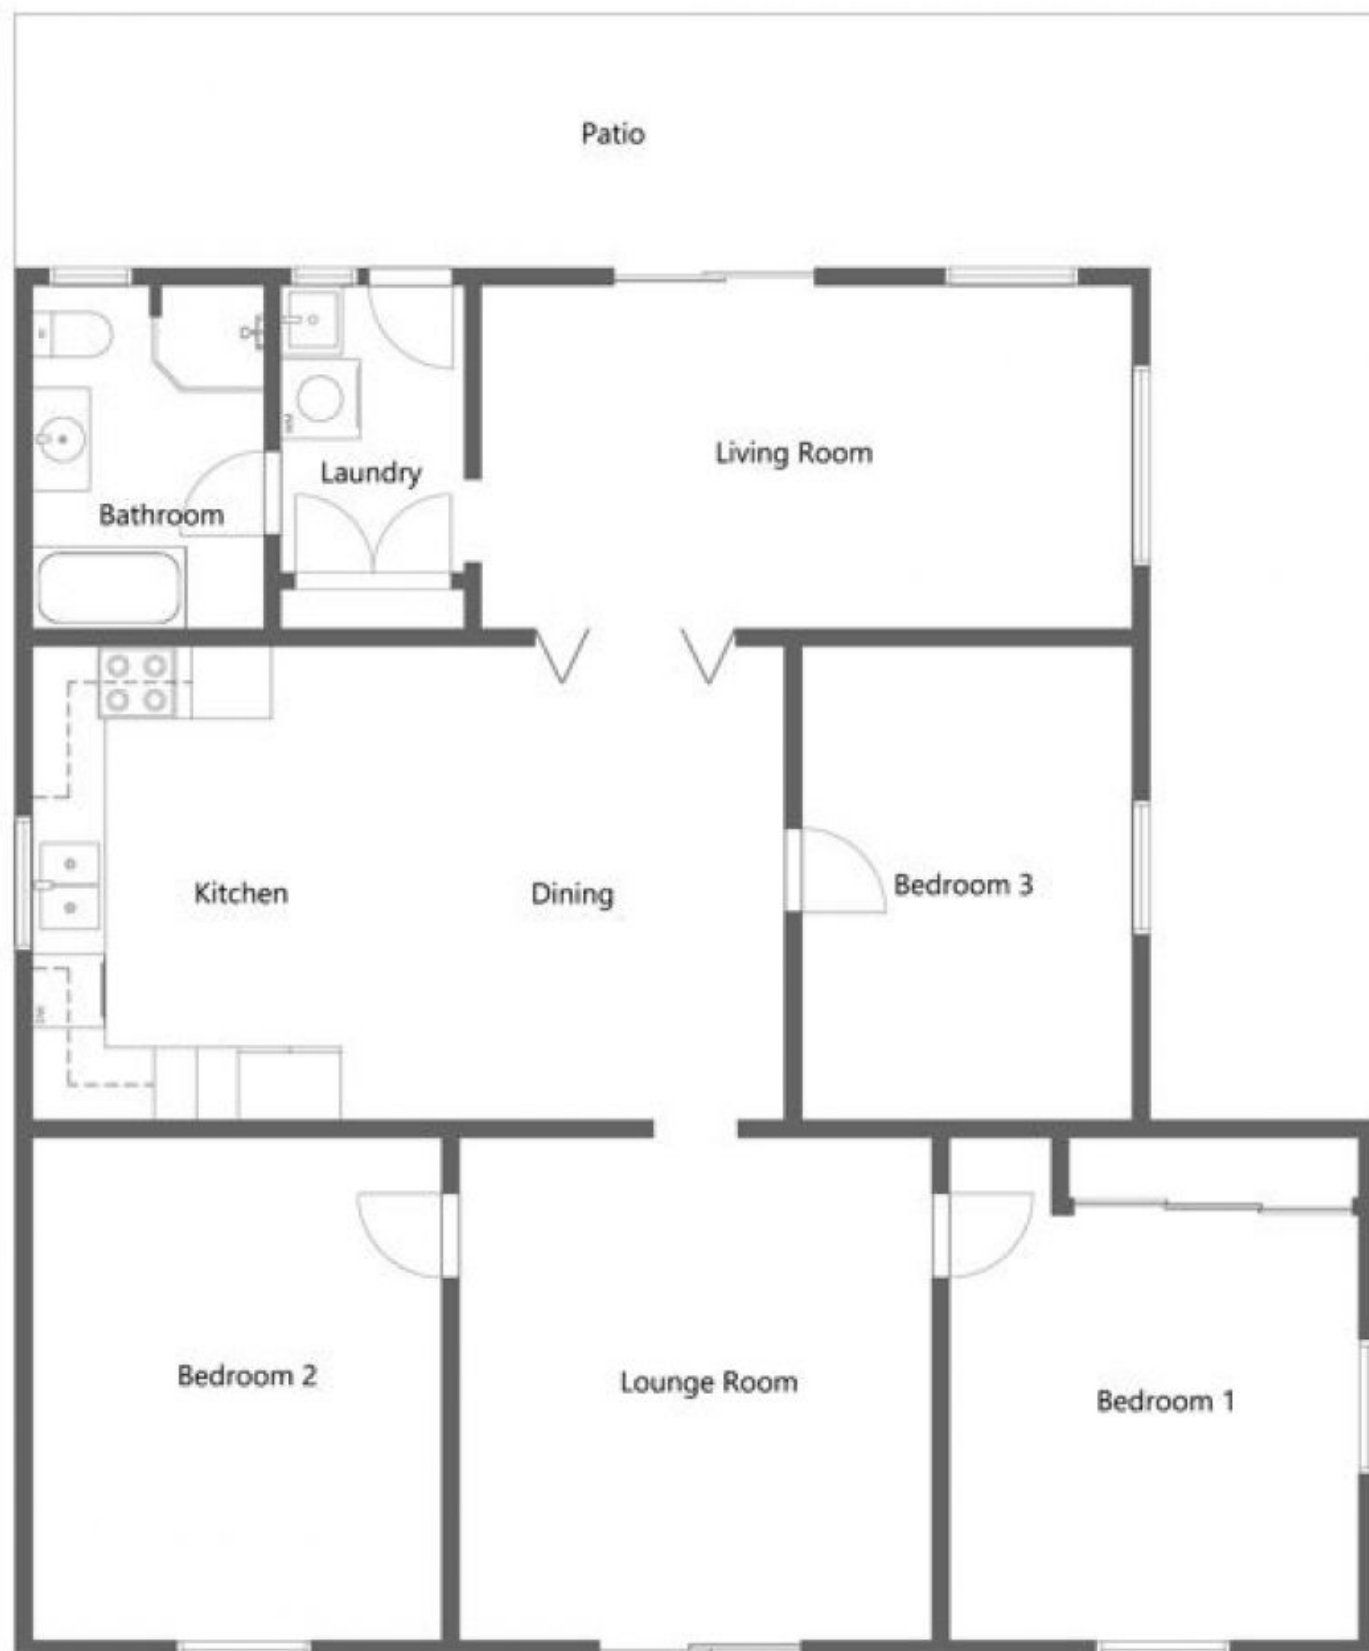 Patio
Living Room
Laundry
Bathroom
Kitchen
Dining
Bedroom 3
Bedroom 2
Lounge Room
Bedroom 1